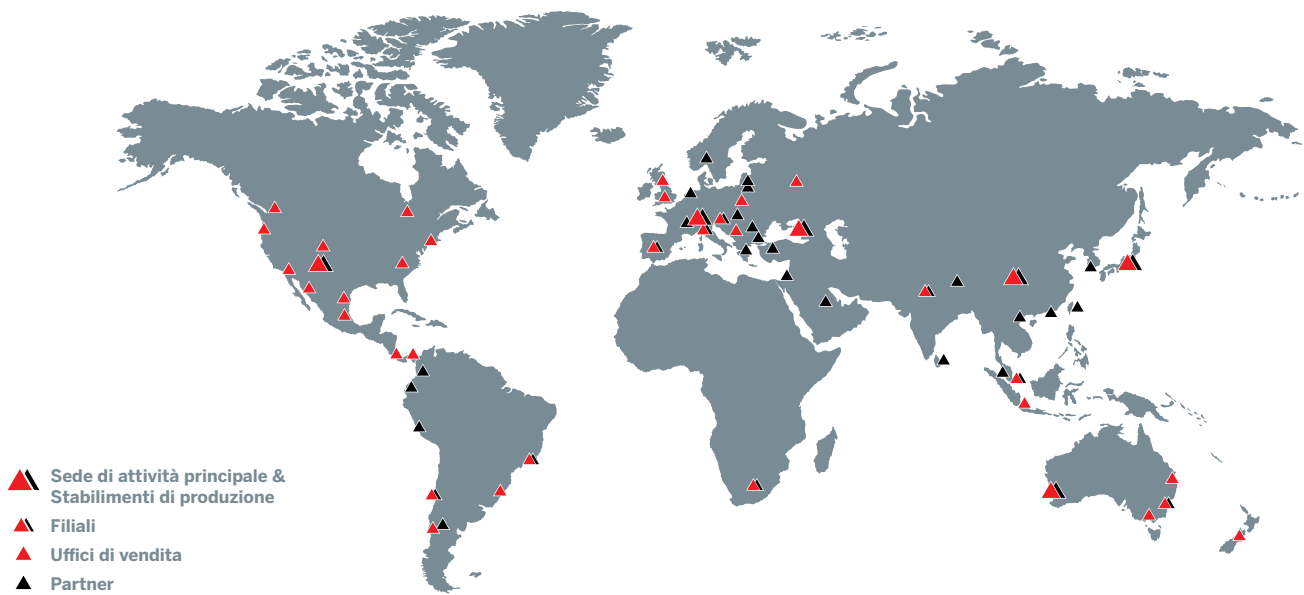 Sede di attività principale &
Stabilimenti di produzione
Filiali
Uffici di vendita
Partner